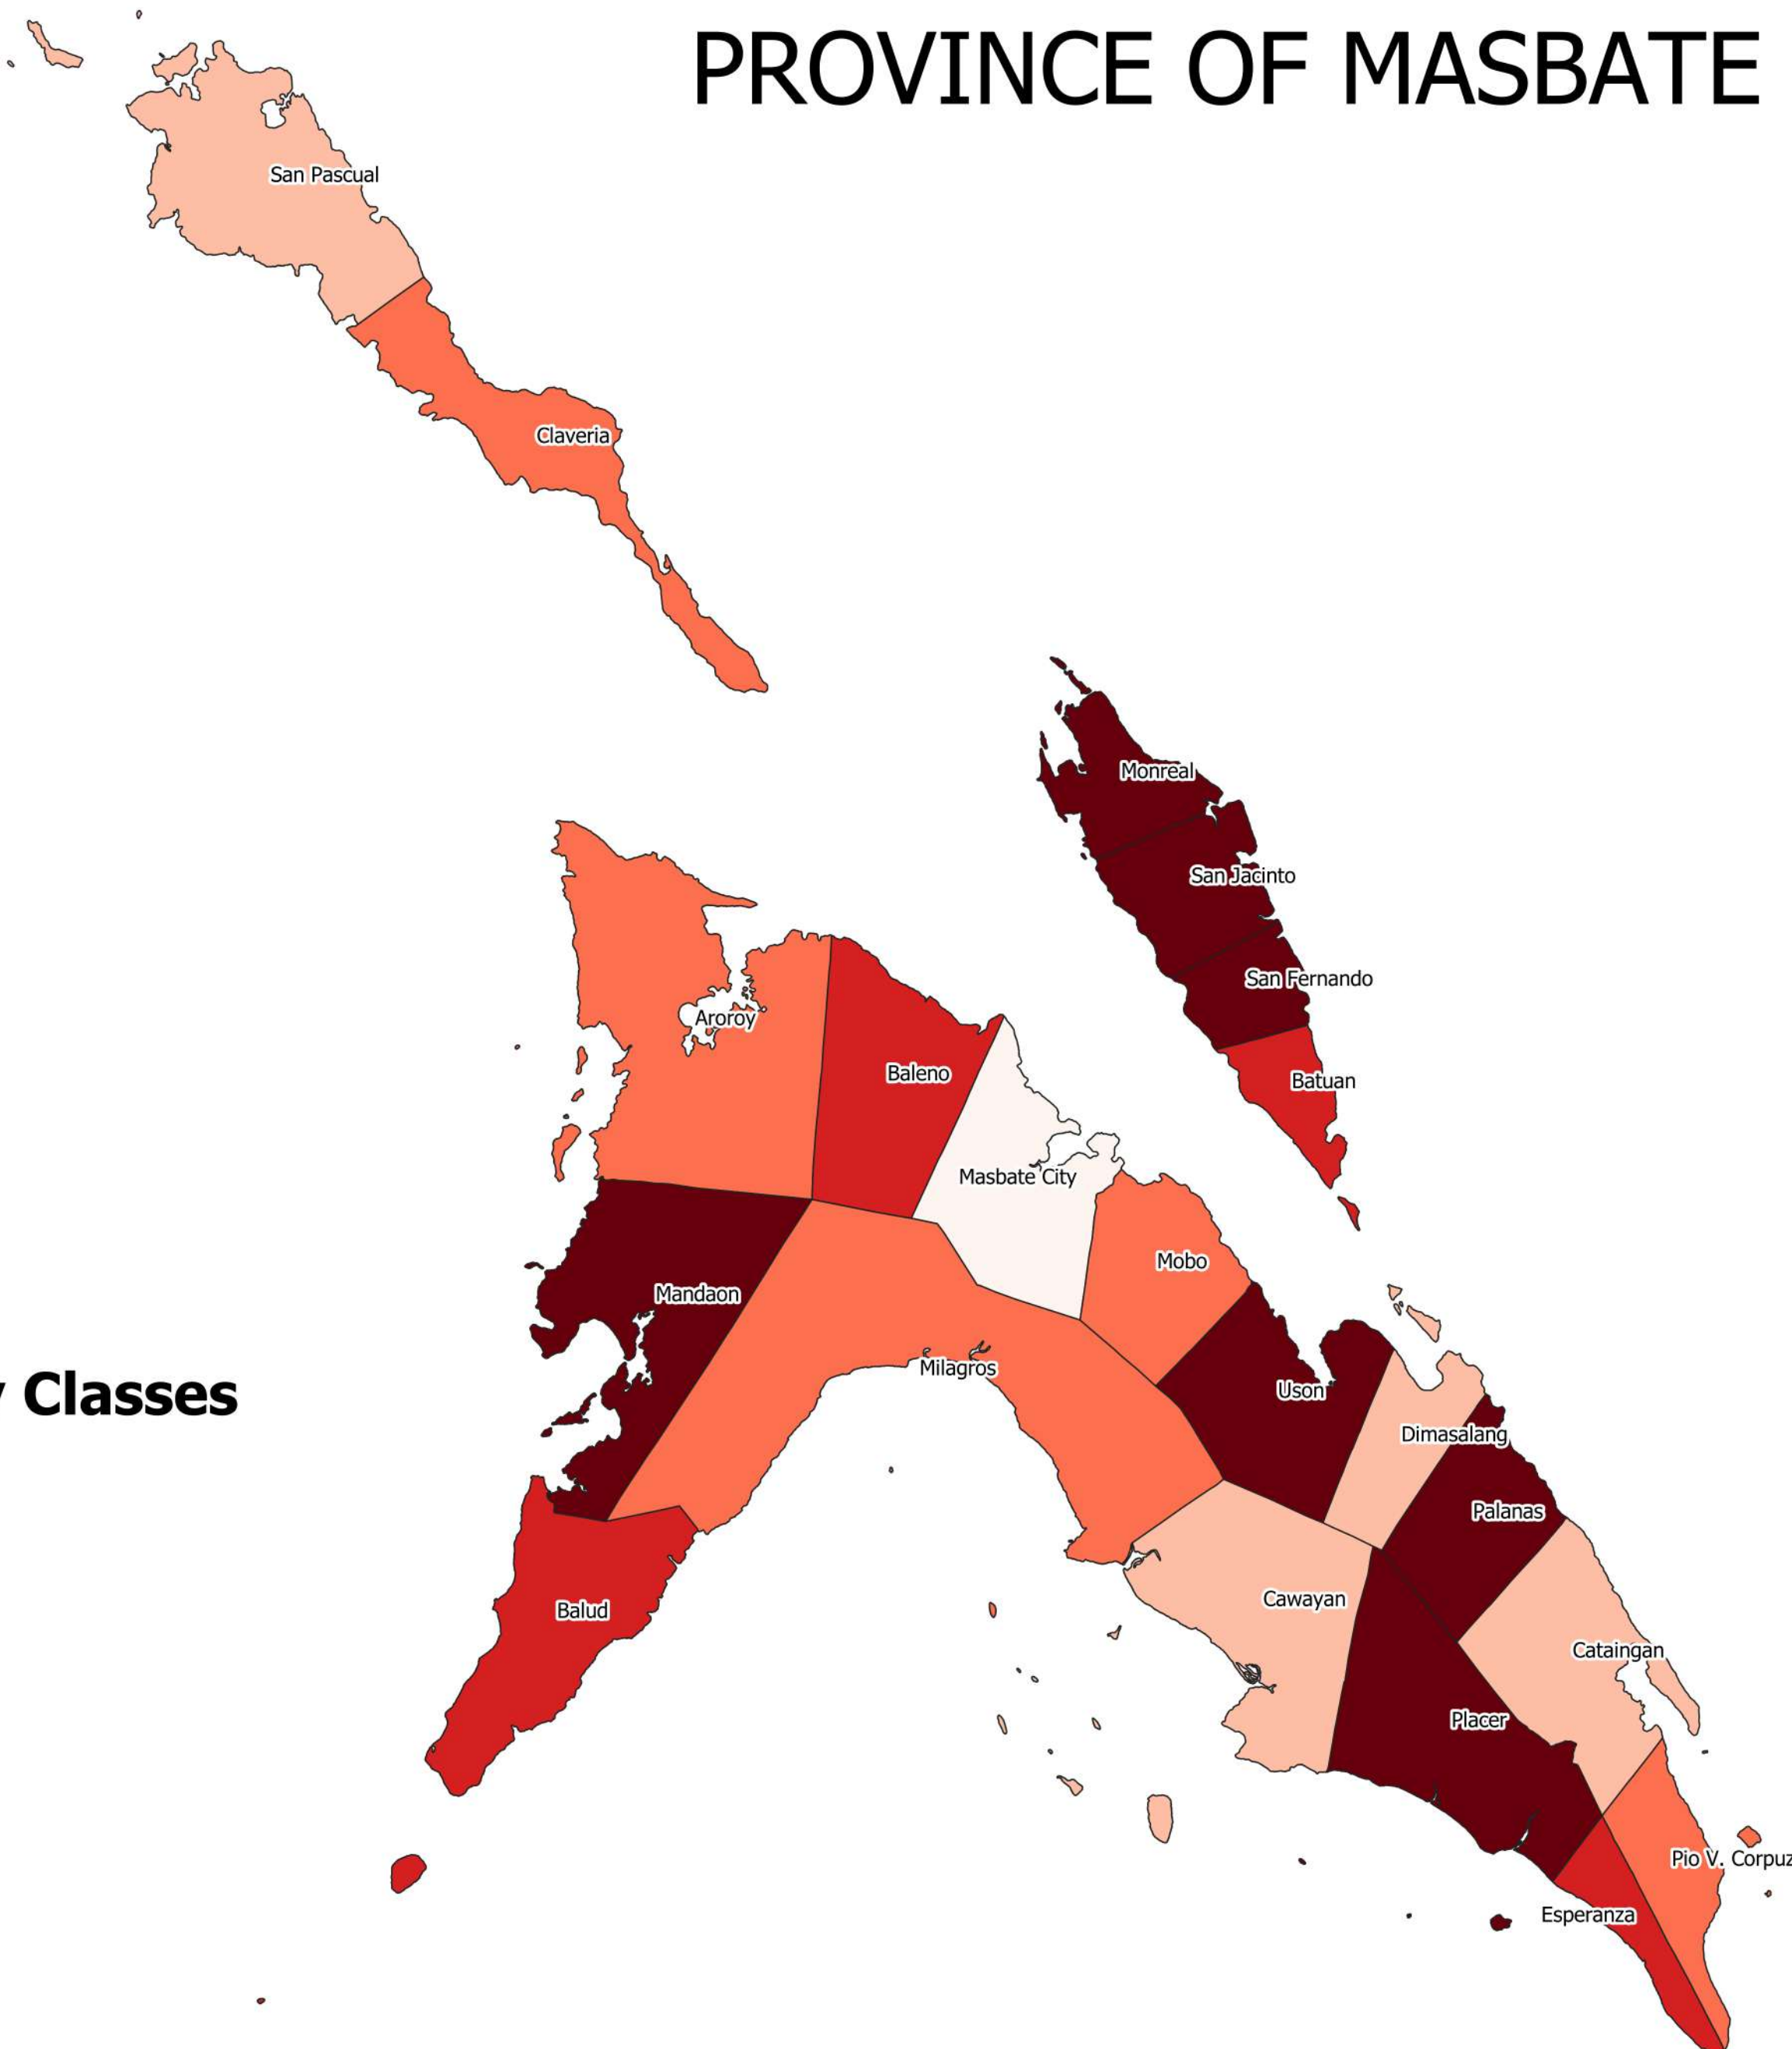 PROVINCE OF MASBATE
San Pascual
Claveria
Monreal
San Jacinto
San Fernando
Aroroy
Baleno
Batuan
Masbate City
Mobo
Mandaon
Milagros
Uson
Classes
Dimasalang
Palanas
Cawayan
Balud
Cataingan
Placer
Pio V. Corpuz
Esperanza